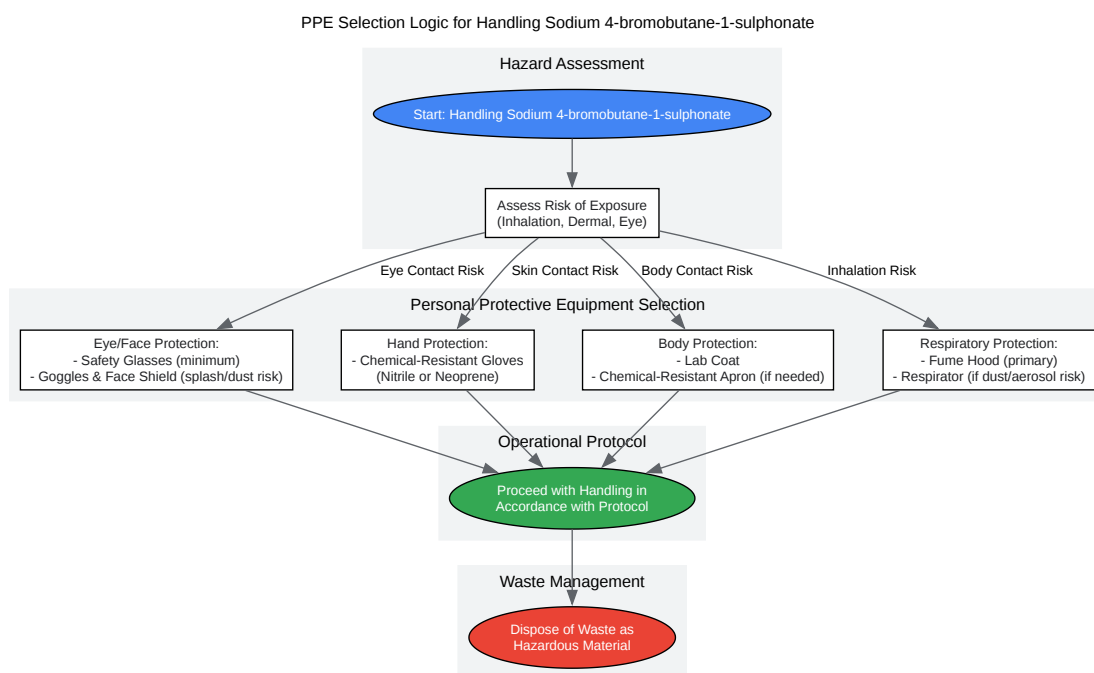 PPE Selection Logic for Handling Sodium 4-bromobutane-1-sulphonate
Hazard Assessment
Start: Handling Sodium 4-bromobutane-1-sulphonate
Assess Risk of Exposure
(Inhalation, Dermal, Eye)
Eye Contact Risk
Skin Contact Risk
Body Contact Risk
Inhalation Risk
Personal Protective Equipment Selection
Eye/Face Protection:
- Safety Glasses (minimum)
- Goggles & Face Shield (splash/dust risk)
Hand Protection:
- Chemical-Resistant Gloves
(Nitrile or Neoprene)
Body Protection:
- Lab Coat
- Chemical-Resistant Apron (if needed)
Respiratory Protection:
- Fume Hood (primary)
- Respirator (if dust/aerosol risk)
Operational Protocol
Proceed with Handling in
Accordance with Protocol
Waste Management
Dispose of Waste as
Hazardous Material